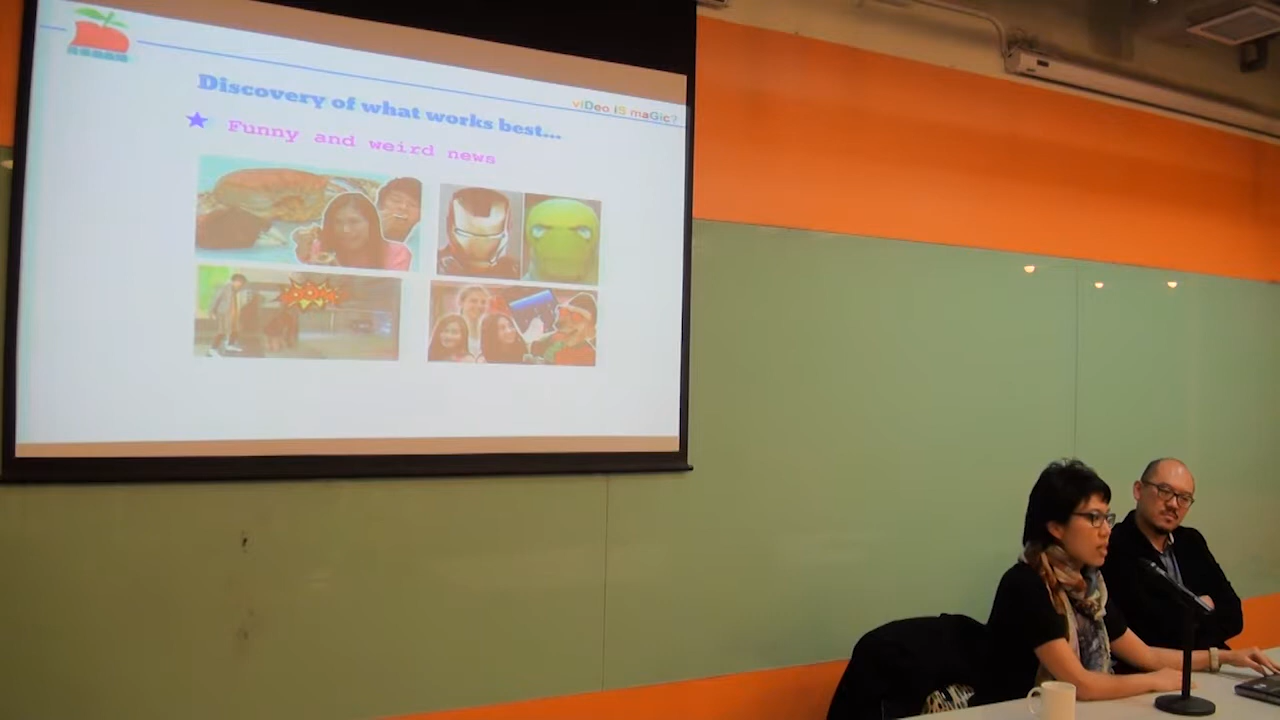 viDeo iS maGic?
Discovery of what works best...
Funny and weird news